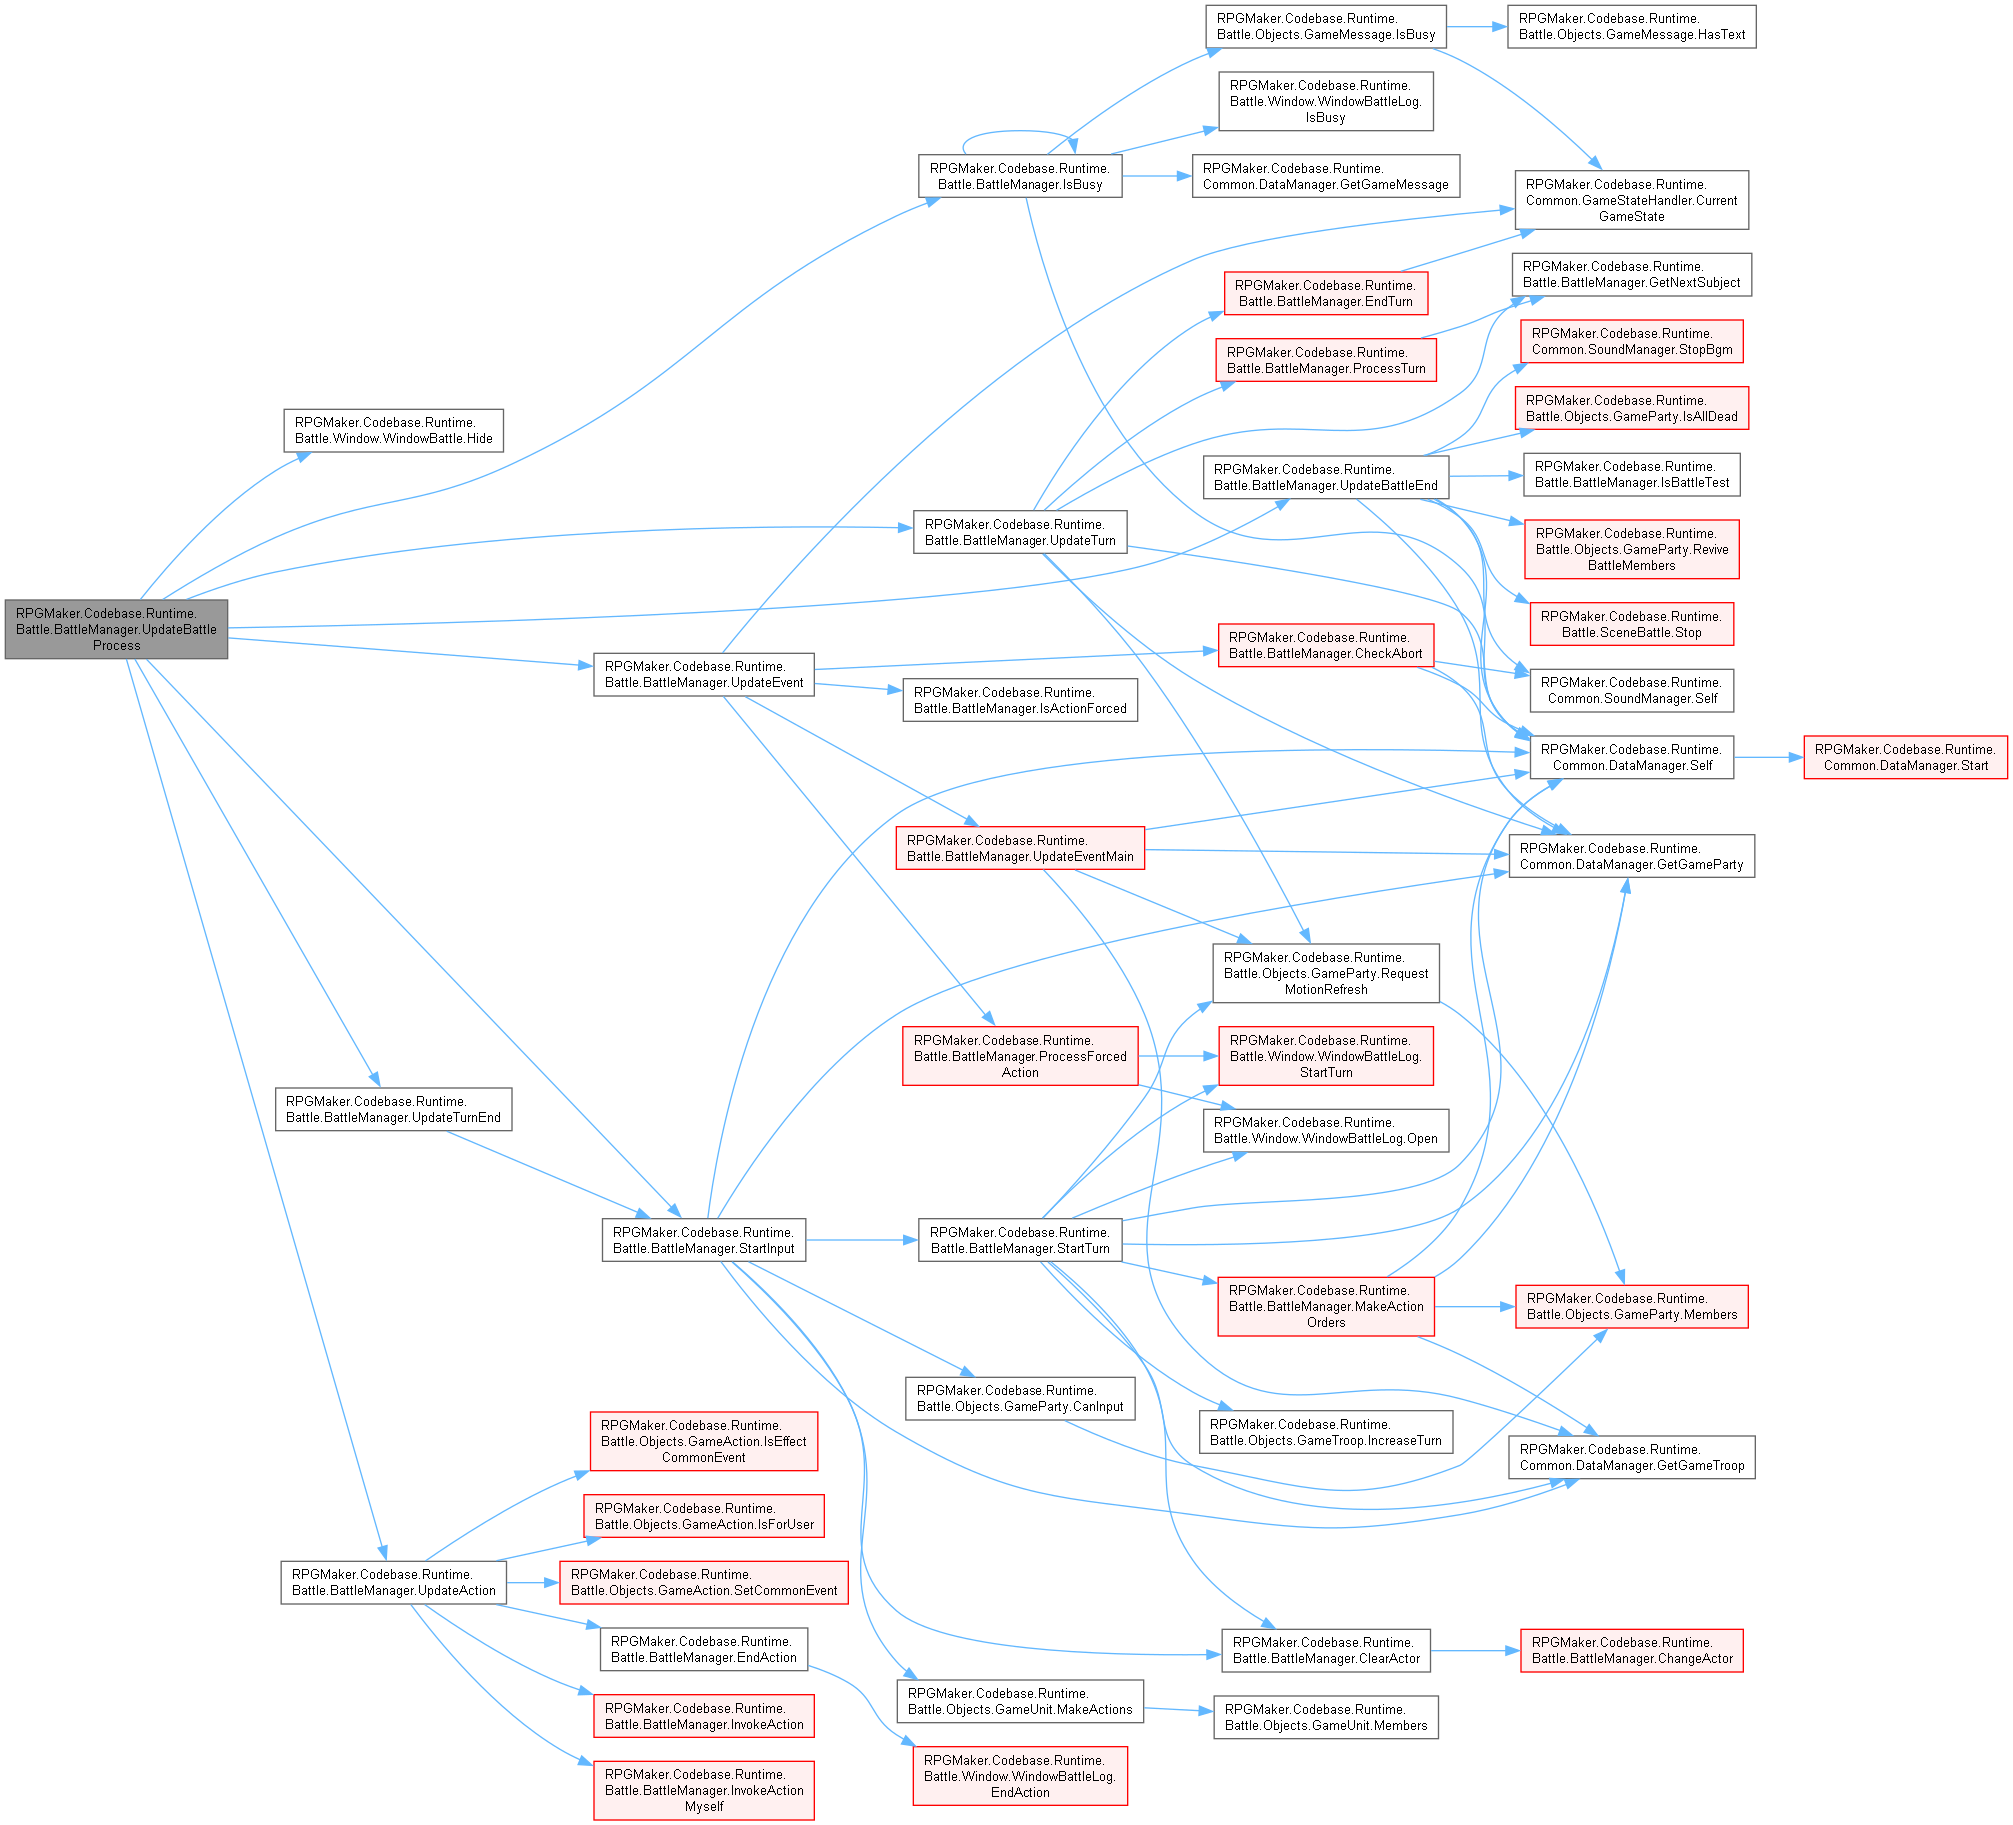 RPGMaker.Codebase.Runtime.
Battle.Objects.GameMessage.IsBusy
RPGMaker.Codebase.Runtime.
Battle.Objects.GameMessage.HasText
RPGMaker.Codebase.Runtime.
Battle.Window.WindowBattleLog.
IsBusy
RPGMaker.Codebase.Runtime.
Battle.BattleManager.IsBusy
RPGMaker.Codebase.Runtime.
Common.DataManager.GetGameMessage
RPGMaker.Codebase.Runtime.
Common.GameStateHandler.Current
GameState
RPGMaker.Codebase.Runtime.
Battle.BattleManager.GetNextSubject
RPGMaker.Codebase.Runtime.
Battle.BattleManager.EndTurn
RPGMaker.Codebase.Runtime.
Common.SoundManager.StopBgm
RPGMaker.Codebase.Runtime.
Battle.BattleManager.ProcessTurn
RPGMaker.Codebase.Runtime.
Battle.Objects.GameParty.IsAllDead
RPGMaker.Codebase.Runtime.
Battle.Window.WindowBattle.Hide
RPGMaker.Codebase.Runtime.
Battle.BattleManager.UpdateBattleEnd
RPGMaker.Codebase.Runtime.
Battle.BattleManager.IsBattleTest
RPGMaker.Codebase.Runtime.
Battle.BattleManager.UpdateTurn
RPGMaker.Codebase.Runtime.
Battle.Objects.GameParty.Revive
BattleMembers
RPGMaker.Codebase.Runtime.
Battle.BattleManager.UpdateBattle
Process
RPGMaker.Codebase.Runtime.
Battle.SceneBattle.Stop
RPGMaker.Codebase.Runtime.
Battle.BattleManager.CheckAbort
RPGMaker.Codebase.Runtime.
Battle.BattleManager.UpdateEvent
RPGMaker.Codebase.Runtime.
Battle.BattleManager.IsActionForced
RPGMaker.Codebase.Runtime.
Common.SoundManager.Self
RPGMaker.Codebase.Runtime.
Common.DataManager.Self
RPGMaker.Codebase.Runtime.
Common.DataManager.Start
RPGMaker.Codebase.Runtime.
Battle.BattleManager.UpdateEventMain
RPGMaker.Codebase.Runtime.
Common.DataManager.GetGameParty
RPGMaker.Codebase.Runtime.
Battle.Objects.GameParty.Request
MotionRefresh
RPGMaker.Codebase.Runtime.
Battle.BattleManager.ProcessForced
Action
RPGMaker.Codebase.Runtime.
Battle.Window.WindowBattleLog.
StartTurn
RPGMaker.Codebase.Runtime.
Battle.BattleManager.UpdateTurnEnd
RPGMaker.Codebase.Runtime.
Battle.Window.WindowBattleLog.Open
RPGMaker.Codebase.Runtime.
Battle.BattleManager.StartInput
RPGMaker.Codebase.Runtime.
Battle.BattleManager.StartTurn
RPGMaker.Codebase.Runtime.
Battle.BattleManager.MakeAction
Orders
RPGMaker.Codebase.Runtime.
Battle.Objects.GameParty.Members
RPGMaker.Codebase.Runtime.
Battle.Objects.GameParty.CanInput
RPGMaker.Codebase.Runtime.
Battle.Objects.GameTroop.IncreaseTurn
RPGMaker.Codebase.Runtime.
Battle.Objects.GameAction.IsEffect
CommonEvent
RPGMaker.Codebase.Runtime.
Common.DataManager.GetGameTroop
RPGMaker.Codebase.Runtime.
Battle.Objects.GameAction.IsForUser
RPGMaker.Codebase.Runtime.
Battle.BattleManager.UpdateAction
RPGMaker.Codebase.Runtime.
Battle.Objects.GameAction.SetCommonEvent
RPGMaker.Codebase.Runtime.
Battle.BattleManager.EndAction
RPGMaker.Codebase.Runtime.
Battle.BattleManager.ClearActor
RPGMaker.Codebase.Runtime.
Battle.BattleManager.ChangeActor
RPGMaker.Codebase.Runtime.
Battle.BattleManager.InvokeAction
RPGMaker.Codebase.Runtime.
Battle.Objects.GameUnit.MakeActions
RPGMaker.Codebase.Runtime.
Battle.Objects.GameUnit.Members
RPGMaker.Codebase.Runtime.
Battle.BattleManager.InvokeAction
Myself
RPGMaker.Codebase.Runtime.
Battle.Window.WindowBattleLog.
EndAction